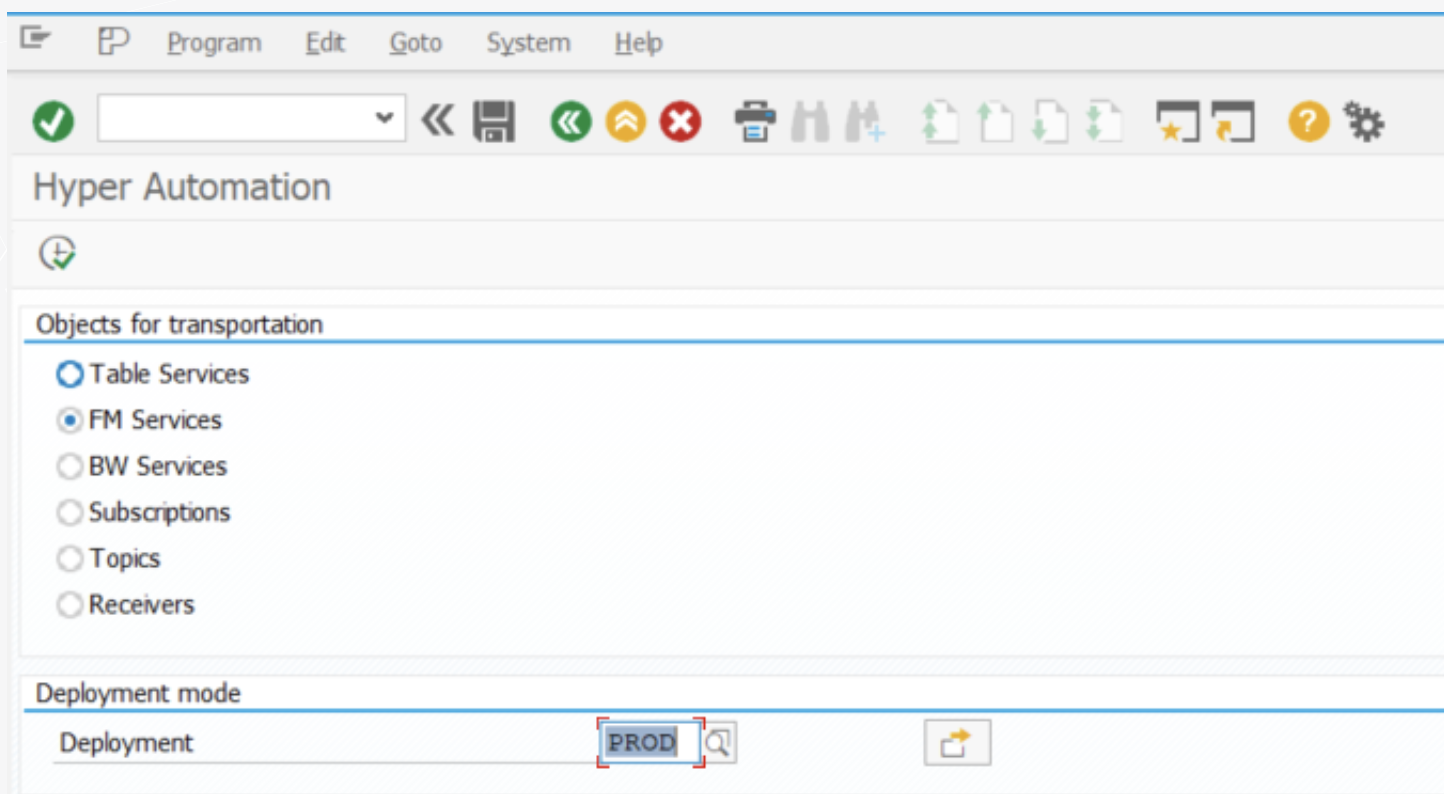 Program Edit Goto System Help
Hyper Automation
Objects for transportation
Table Services
FM Services
BW Services
Subscriptions
Topics
Receivers
Deployment mode
Deployment PROD